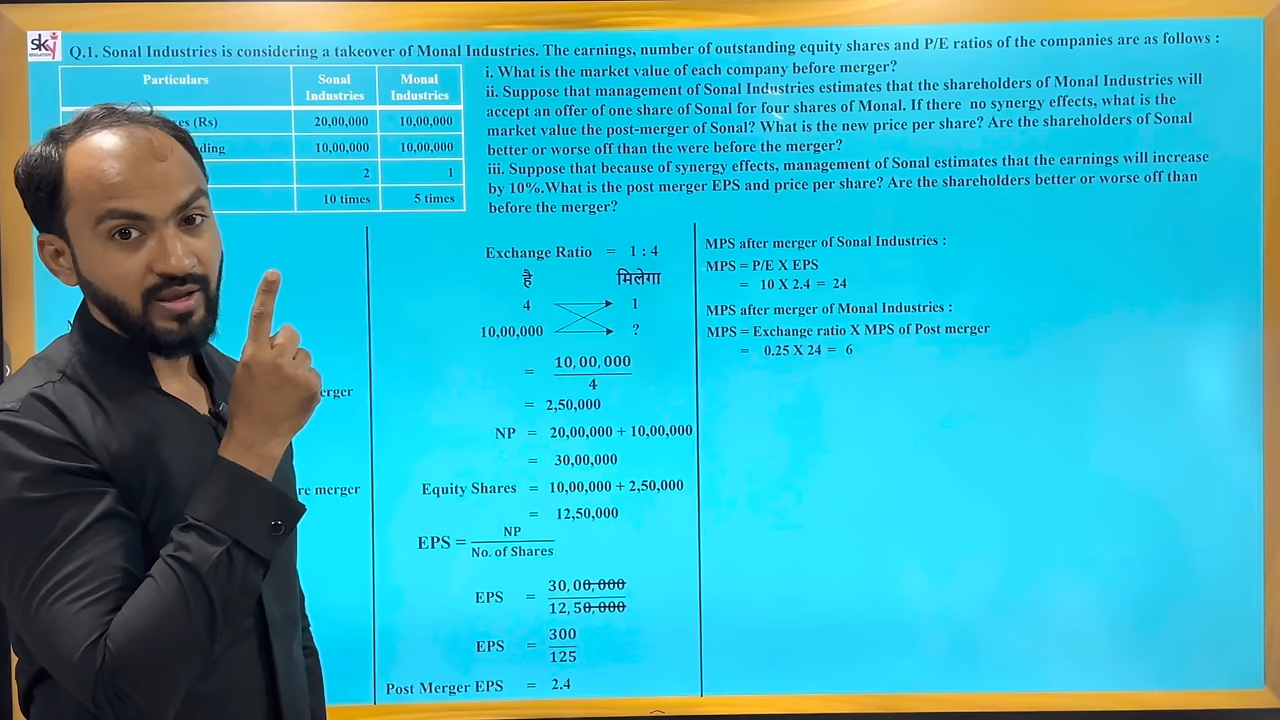 sky
EDUCATION
Q.1. Sonal Industries is considering a takeover of Monal Industries. The earnings, number of outstanding equity shares and P/E ratios of the companies are as follows :
Particulars Sonal Industries Monal Industries
es (Rs) 20,00,000 10,00,000
ding 10,00,000 10,00,000
2 1
10 times 5 times
i. What is the market value of each company before merger?
ii. Suppose that management of Sonal Industries estimates that the shareholders of Monal Industries will
accept an offer of one share of Sonal for four shares of Monal. If there no synergy effects, what is the
market value the post-merger of Sonal? What is the new price per share? Are the shareholders of Sonal
better or worse off than the were before the merger?
iii. Suppose that because of synergy effects, management of Sonal estimates that the earnings will increase
by 10%.What is the post merger EPS and price per share? Are the shareholders better or worse off than
before the merger?
erger
re merger
Exchange Ratio = 1 : 4
है मिलेगा
4 1
10,00,000 ?
= 10,00,000
4
= 2,50,000
NP = 20,00,000 + 10,00,000
= 30,00,000
Equity Shares = 10,00,000 + 2,50,000
= 12,50,000
EPS = NP
No. of Shares
EPS = 30,00,000
12,50,000
EPS = 300
125
Post Merger EPS = 2.4
MPS after merger of Sonal Industries :
MPS = P/E X EPS
= 10 X 2.4 = 24
MPS after merger of Monal Industries :
MPS = Exchange ratio X MPS of Post merger
= 0.25 X 24 = 6